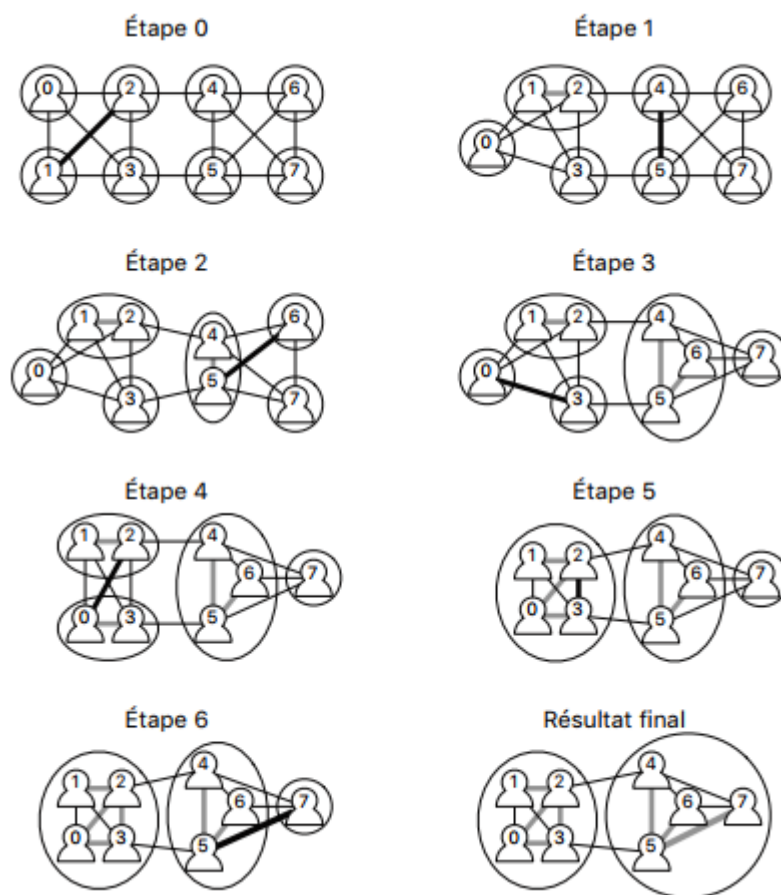 Étape 0
0 2 4 6
1 3 5 7
Étape 1
1 2 4 6
0
3 5 7
Étape 2
1 2 4 6
0 5
3 7
Étape 3
1 2 4
6 7
0
3 5
Étape 4
1 2 4
6 7
0 3 5
Étape 5
1 2 4
6 7
0 3 5
Étape 6
1 2 4
6 7
0 3 5
Résultat final
1 2 4
6 7
0 3 5